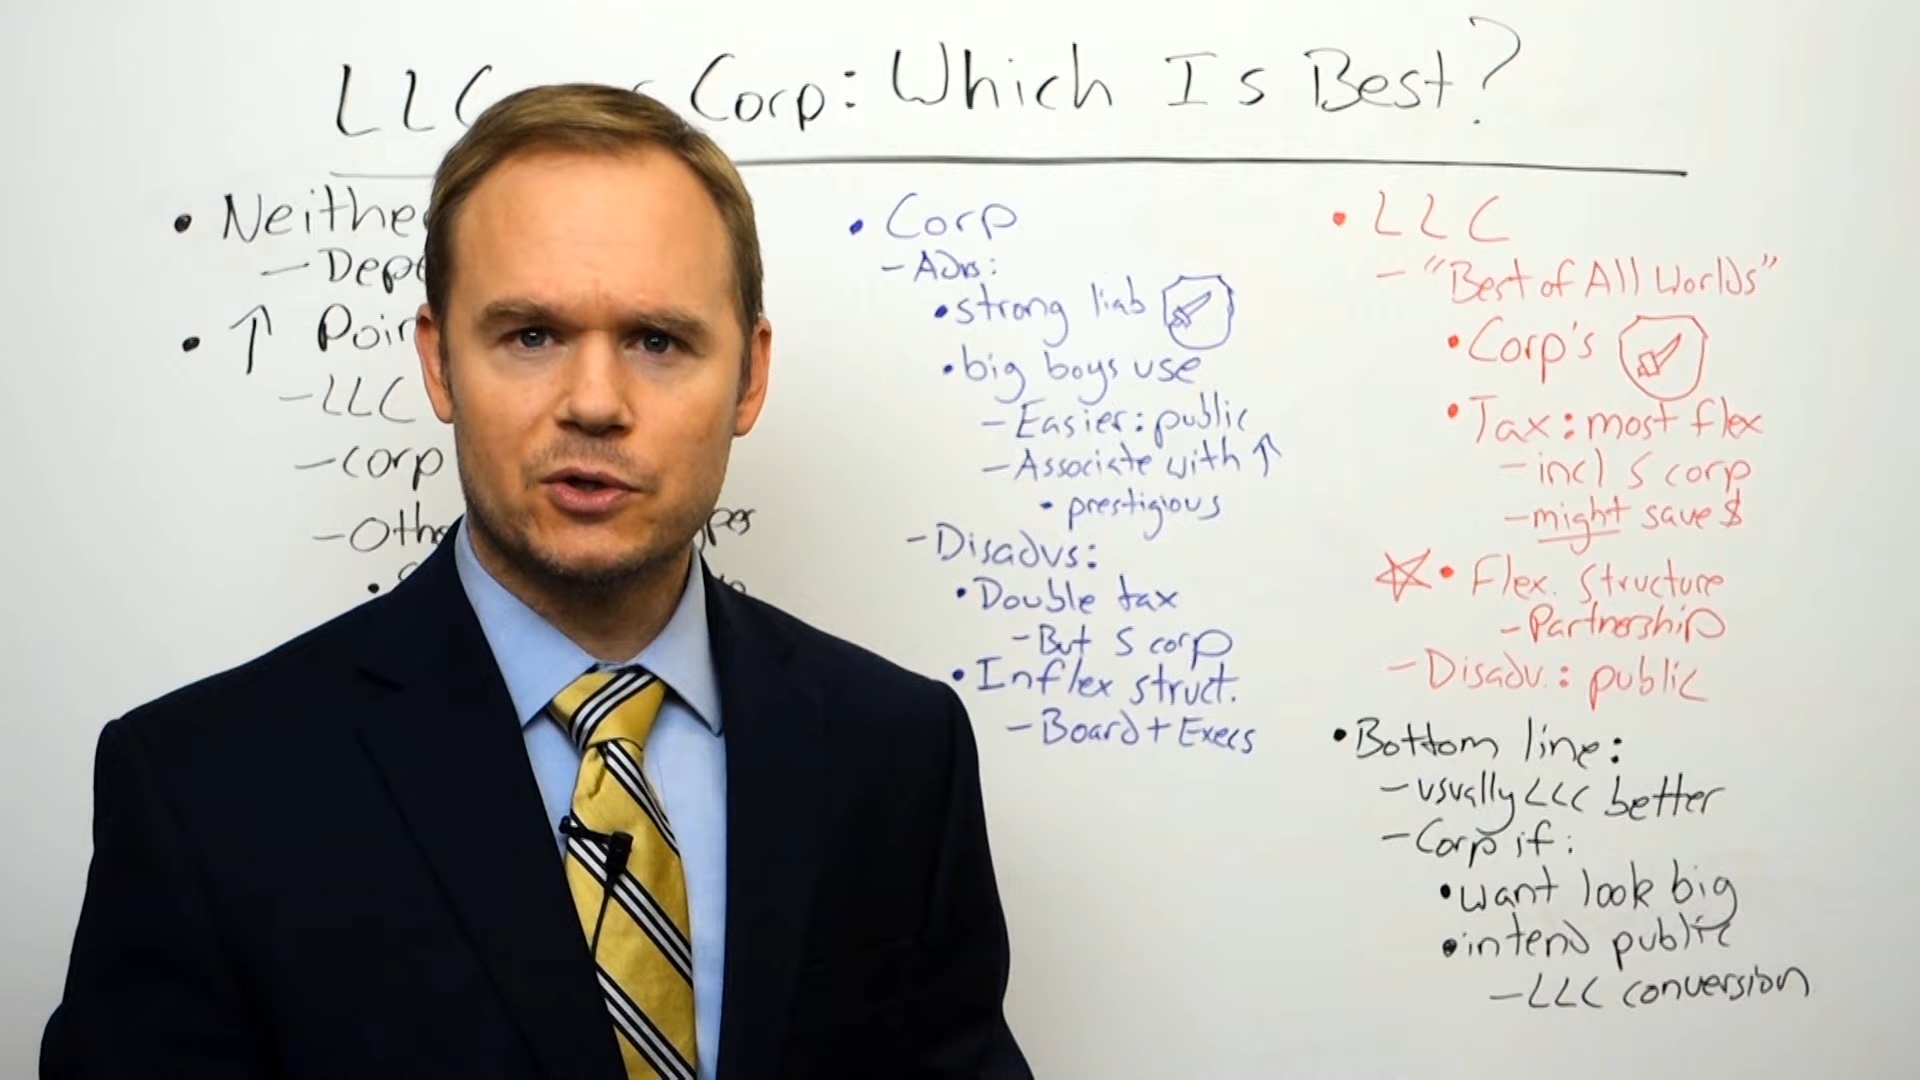 LLC Corp: Which Is Best?
• Neithe
- Depe
• ↑ Poin
- LLC
- corp
- Othe
• Corp
- Advs:
• strong liab
• big boys use
- Easier: public
- Associate with ↑
• prestigious
- Disadvs:
• Double tax
- But S corp
• Inflex struct.
- Board + Execs
• LLC
- "Best of All Worlds"
• Corp's
• Tax: most flex
- incl S corp
- might save $
☆ • Flex. Structure
- Partnership
- Disadv.: public
• Bottom line:
- usually LLC better
- Corp if:
• want look big
• intend public
- LLC conversion